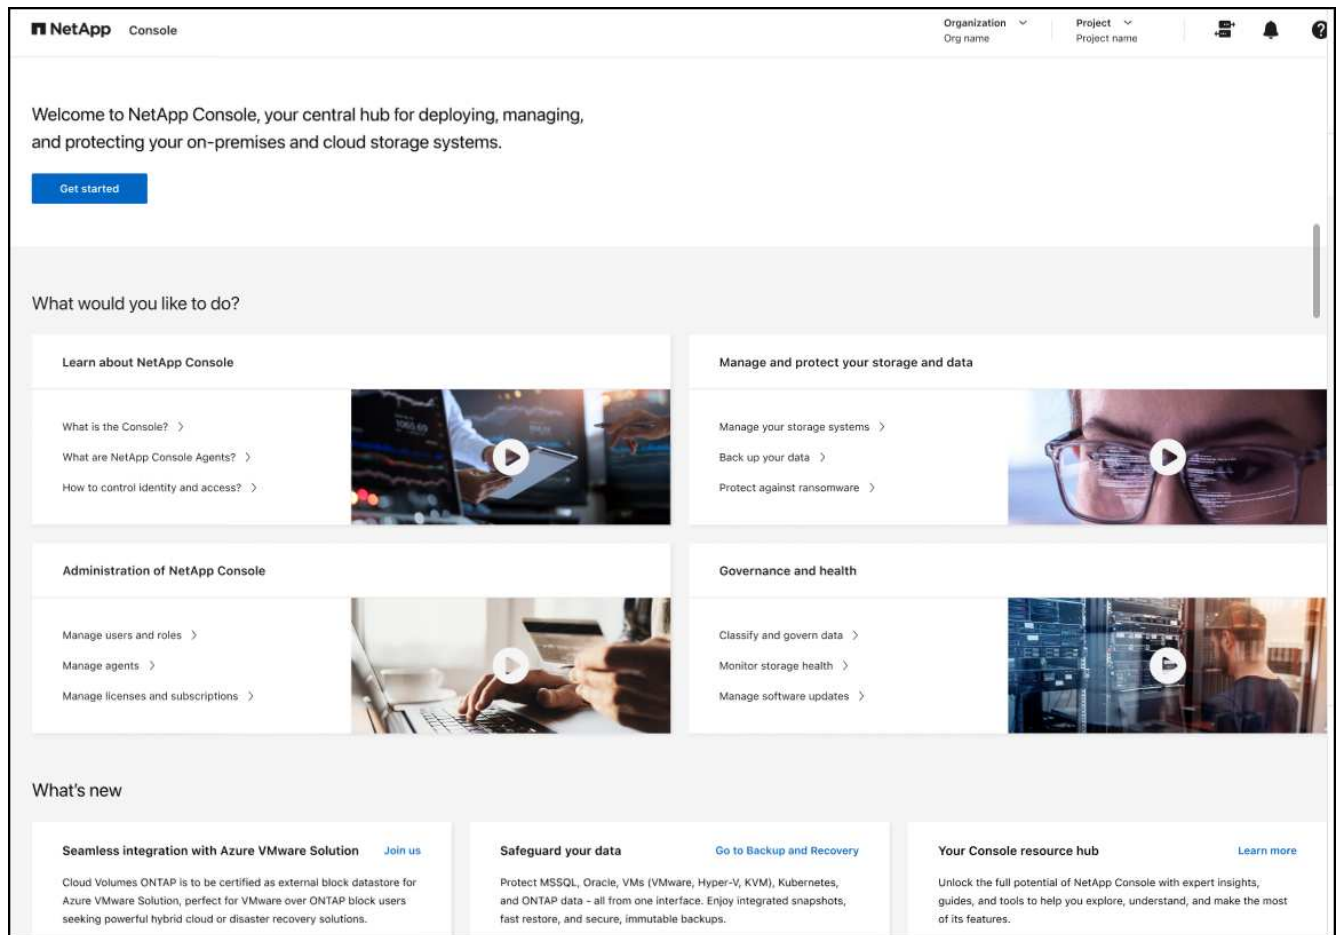 NetApp Console
Organization
Org name
Project
Project name
Welcome to NetApp Console, your central hub for deploying, managing,
and protecting your on-premises and cloud storage systems.
Get started
What would you like to do?
Learn about NetApp Console
What is the Console?
What are NetApp Console Agents?
How to control identity and access?
Manage and protect your storage and data
Manage your storage systems
Back up your data
Protect against ransomware
Administration of NetApp Console
Manage users and roles
Manage agents
Manage licenses and subscriptions
Governance and health
Classify and govern data
Monitor storage health
Manage software updates
What's new
Seamless integration with Azure VMware Solution Join us
Cloud Volumes ONTAP is to be certified as external block datastore for
Azure VMware Solution, perfect for VMware over ONTAP block users
seeking powerful hybrid cloud or disaster recovery solutions.
Safeguard your data Go to Backup and Recovery
Protect MSSQL, Oracle, VMs (VMware, Hyper-V, KVM), Kubernetes,
and ONTAP data - all from one interface. Enjoy integrated snapshots,
fast restore, and secure, immutable backups.
Your Console resource hub Learn more
Unlock the full potential of NetApp Console with expert insights,
guides, and tools to help you explore, understand, and make the most
of its features.